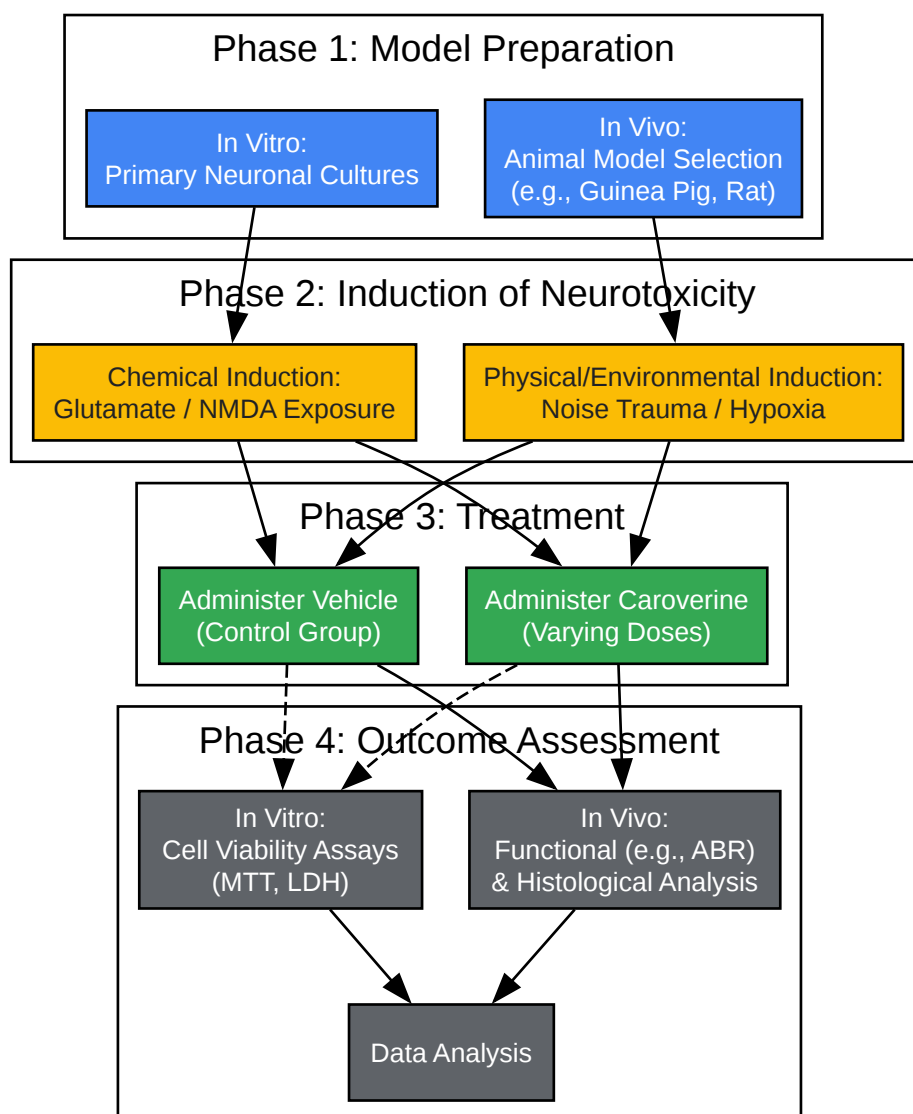 Phase 1: Model Preparation
In Vitro:
Primary Neuronal Cultures
In Vivo:
Animal Model Selection
(e.g., Guinea Pig, Rat)
Phase 2: Induction of Neurotoxicity
Chemical Induction:
Glutamate / NMDA Exposure
Physical/Environmental Induction:
Noise Trauma / Hypoxia
Phase 3: Treatment
Administer Vehicle
(Control Group)
Administer Caroverine
(Varying Doses)
Phase 4: Outcome Assessment
In Vitro:
Cell Viability Assays
(MTT, LDH)
In Vivo:
Functional (e.g., ABR)
& Histological Analysis
Data Analysis